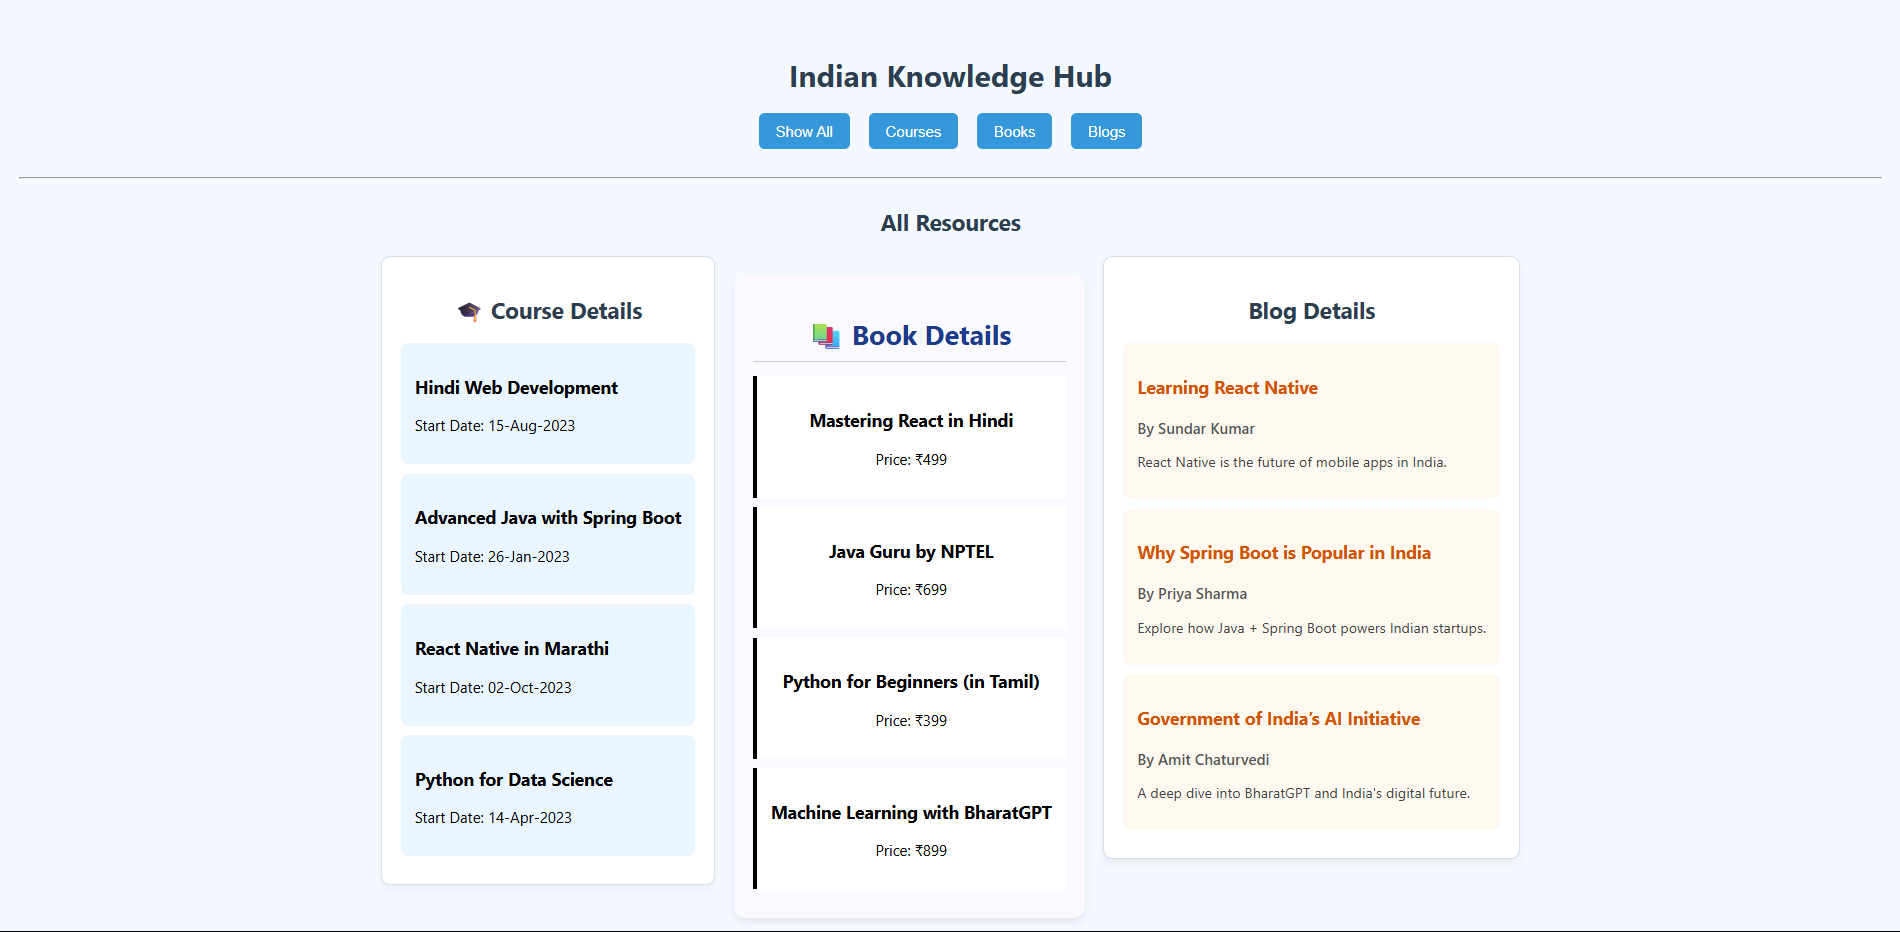 Indian Knowledge Hub
Show All
Courses
Books
Blogs
All Resources
Course Details
Hindi Web Development
Start Date: 15-Aug-2023
Advanced Java with Spring Boot
Start Date: 26-Jan-2023
React Native in Marathi
Start Date: 02-Oct-2023
Python for Data Science
Start Date: 14-Apr-2023
Book Details
Mastering React in Hindi
Price: ₹499
Java Guru by NPTEL
Price: ₹699
Python for Beginners (in Tamil)
Price: ₹399
Machine Learning with BharatGPT
Price: ₹899
Blog Details
Learning React Native
By Sundar Kumar
React Native is the future of mobile apps in India.
Why Spring Boot is Popular in India
By Priya Sharma
Explore how Java + Spring Boot powers Indian startups.
Government of India’s AI Initiative
By Amit Chaturvedi
A deep dive into BharatGPT and India's digital future.